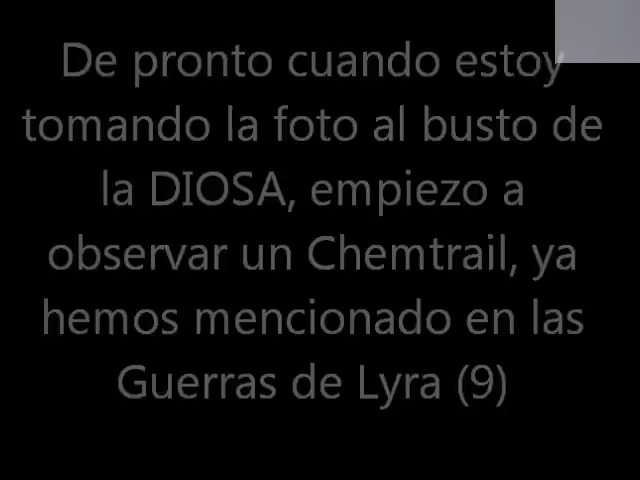 De pronto cuando estoy
tomando la foto al busto de
la DIOSA, empiezo a
observar un Chemtrail, ya
hemos mencionado en las
Guerras de Lyra (9)